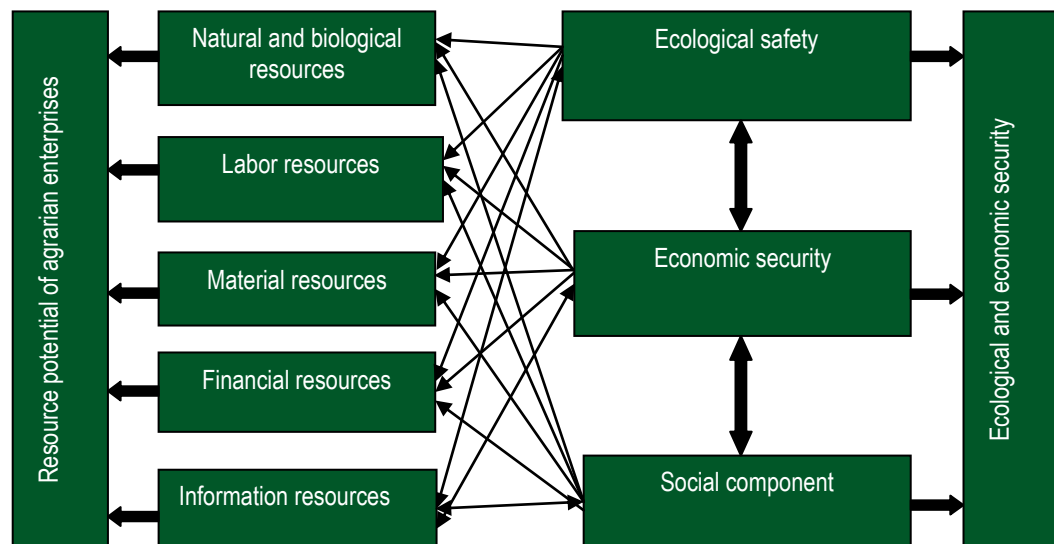 Resource potential of agrarian enterprises
Natural and biological
resources
Labor resources
Material resources
Financial resources
Information resources
Ecological safety
Economic security
Social component
Ecological and economic security